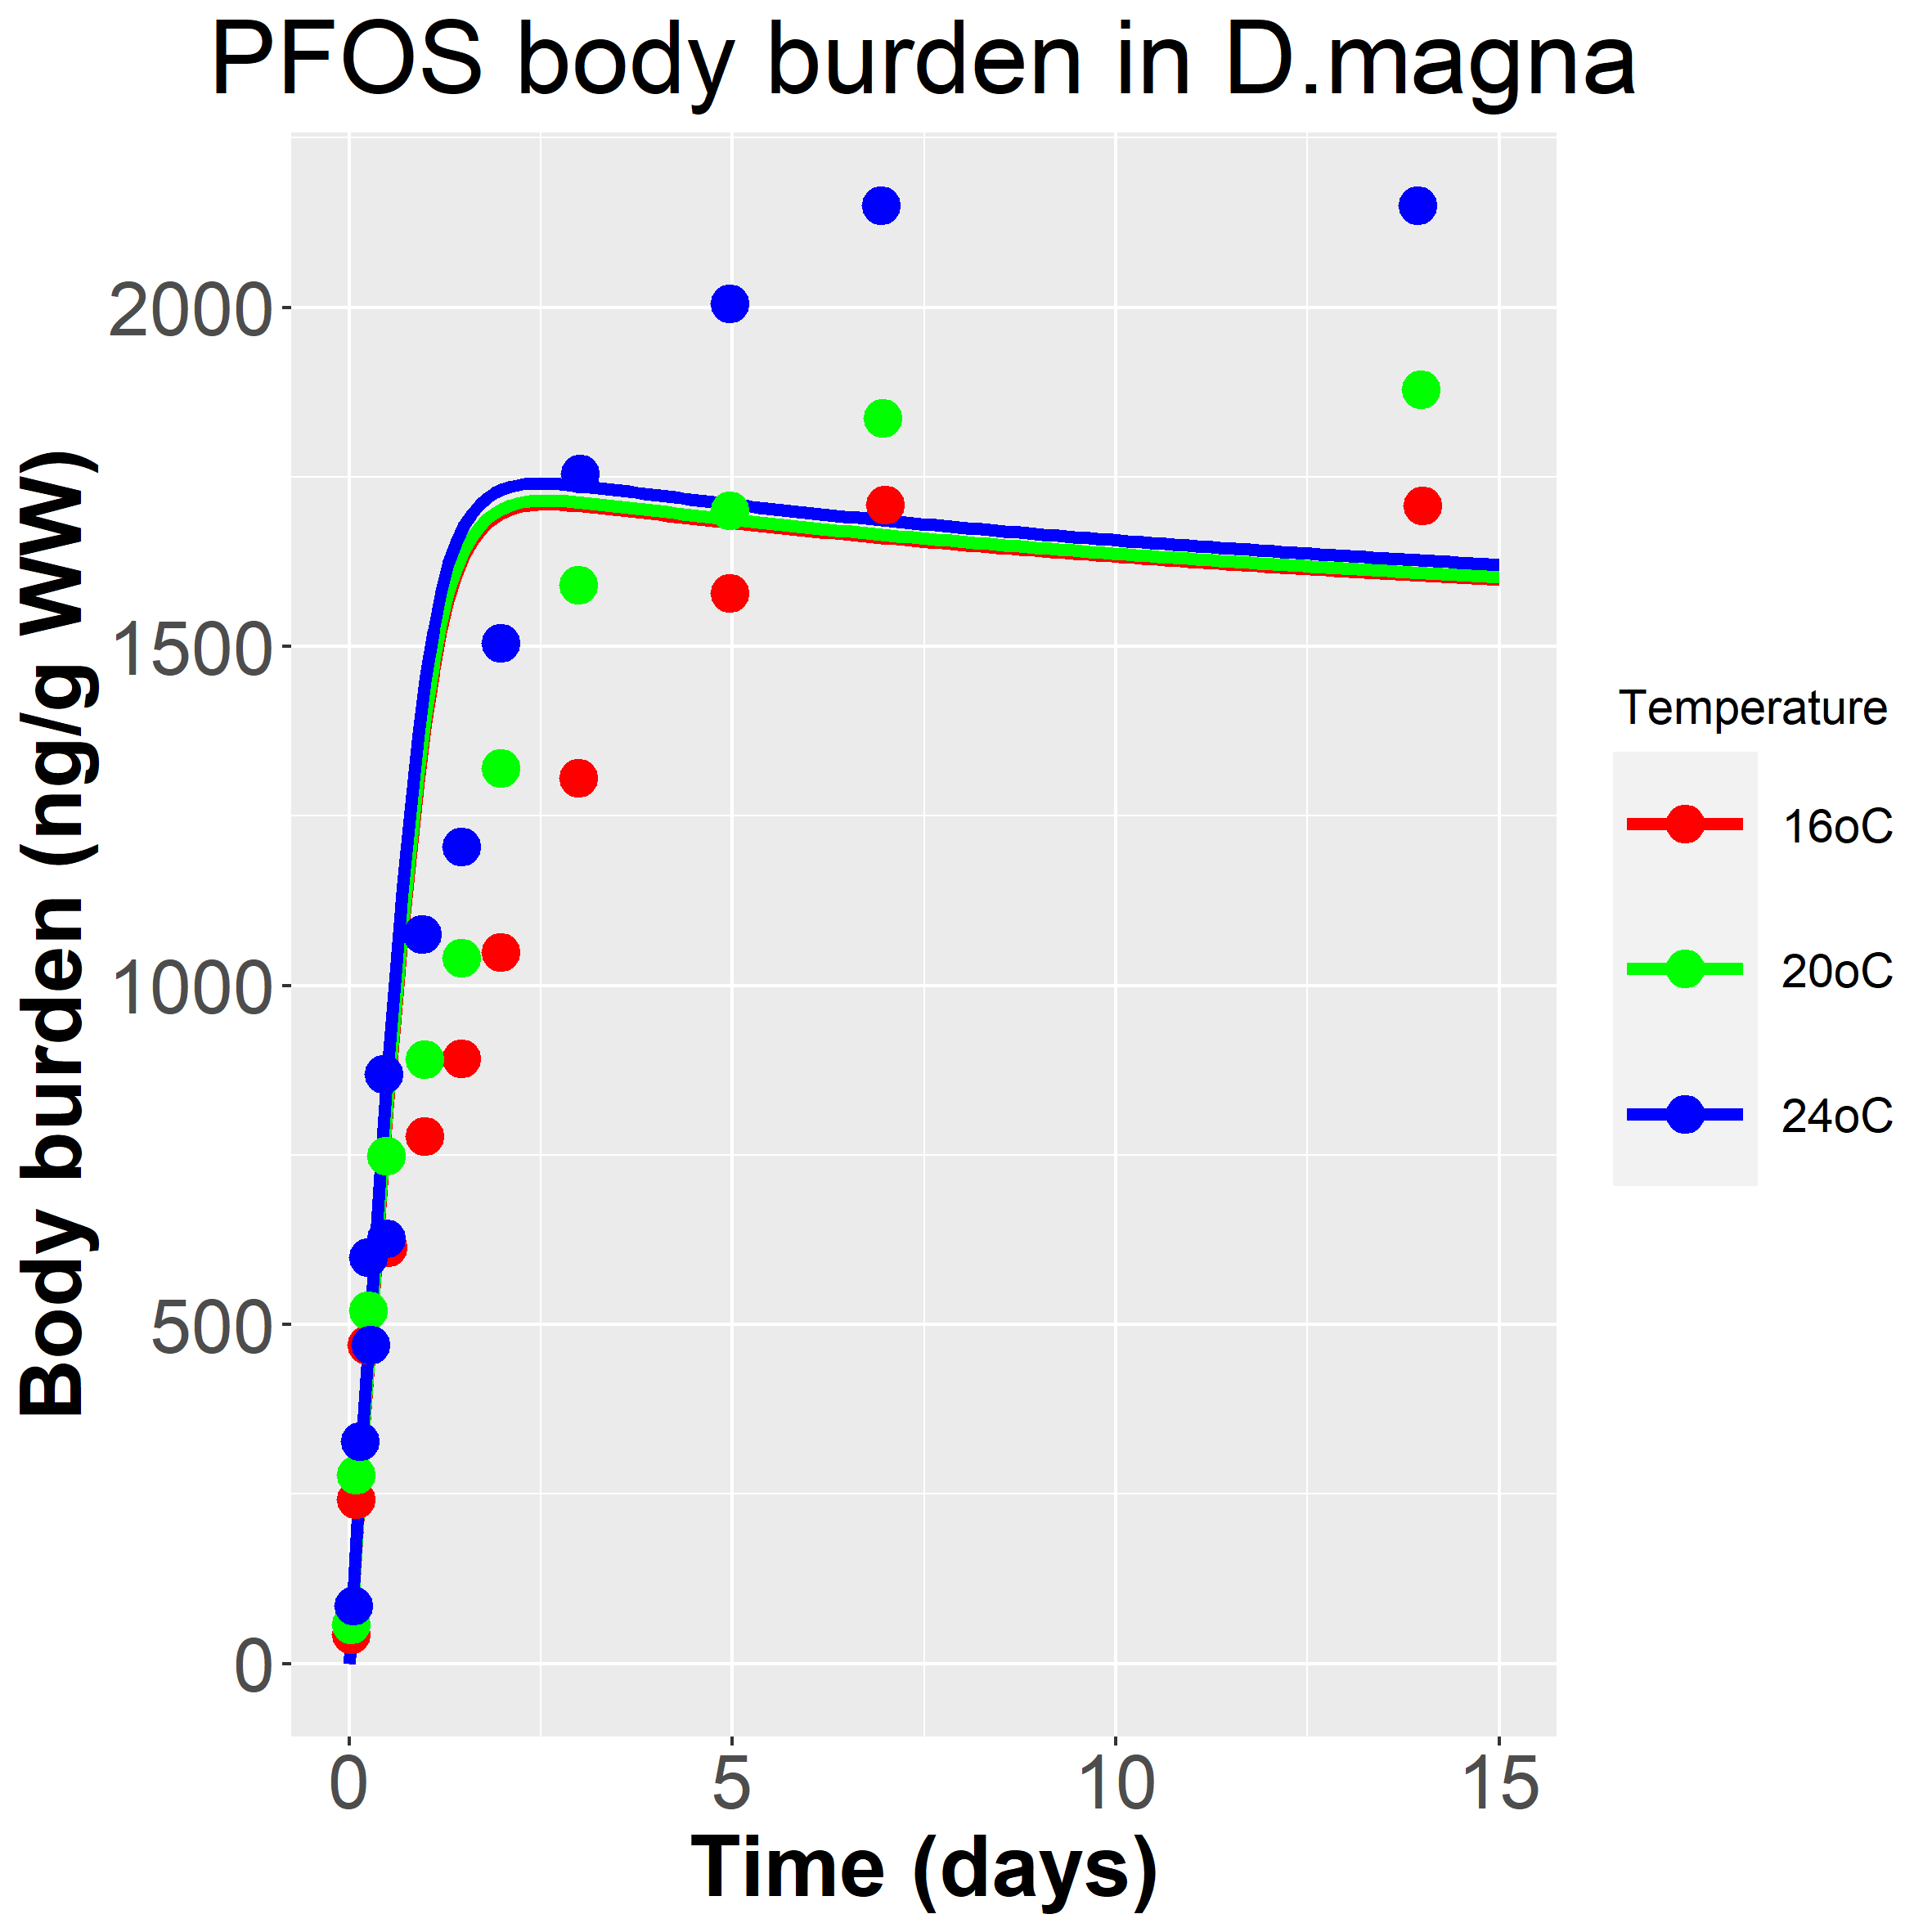 PFOS body burden in D.magna
Body burden (ng/g WW)
2000
1500
1000
500
0
0 5 10 15
Time (days)
Temperature
16oC
20oC
24oC